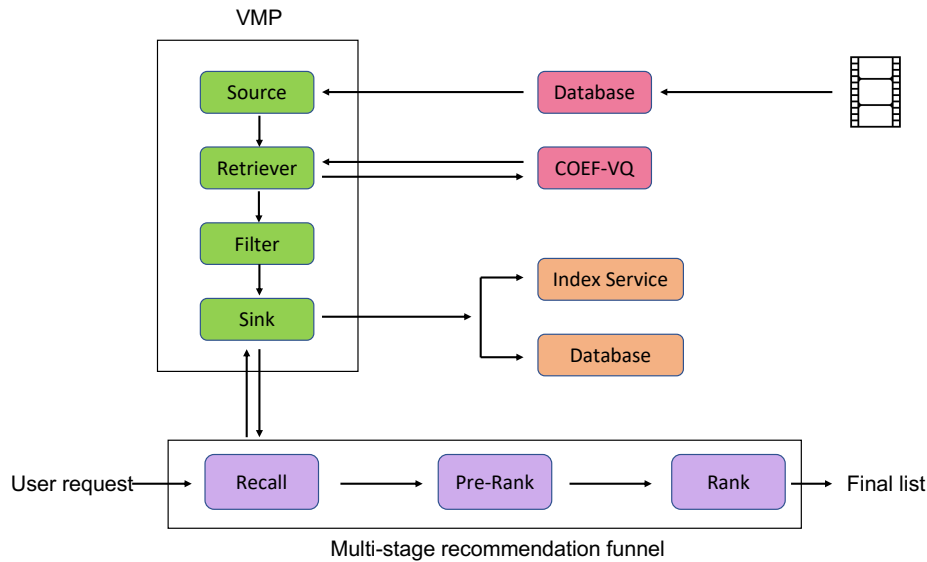 VMP
Source
Database
Retriever
COEF-VQ
Filter
Index Service
Sink
Database
User request
Recall
Pre-Rank
Rank
Final list
Multi-stage recommendation funnel